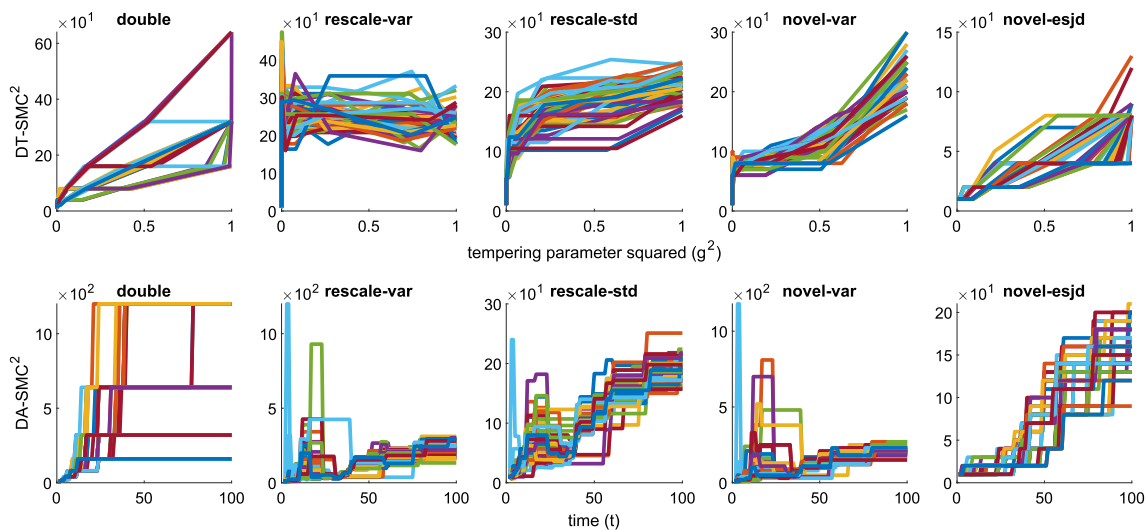 double rescale-var rescale-std novel-var novel-esjd
×10¹ ×10¹ ×10¹ ×10¹ ×10¹
60 40 30 30 15
40 30 20 20 10
20 20 10 10 5
10
0 0 0 0 0
DT-SMC²
0 0.5 1 0 0.5 1 0 0.5 1 0 0.5 1 0 0.5 1
tempering parameter squared (g²)
double rescale-var rescale-std novel-var novel-esjd
×10² ×10² ×10¹ ×10² ×10¹
10 10 30 10 20
5 5 20 5 15
10 10
5
0 0 0 0 0
DA-SMC²
0 50 100 0 50 100 0 50 100 0 50 100 0 50 100
time (t)